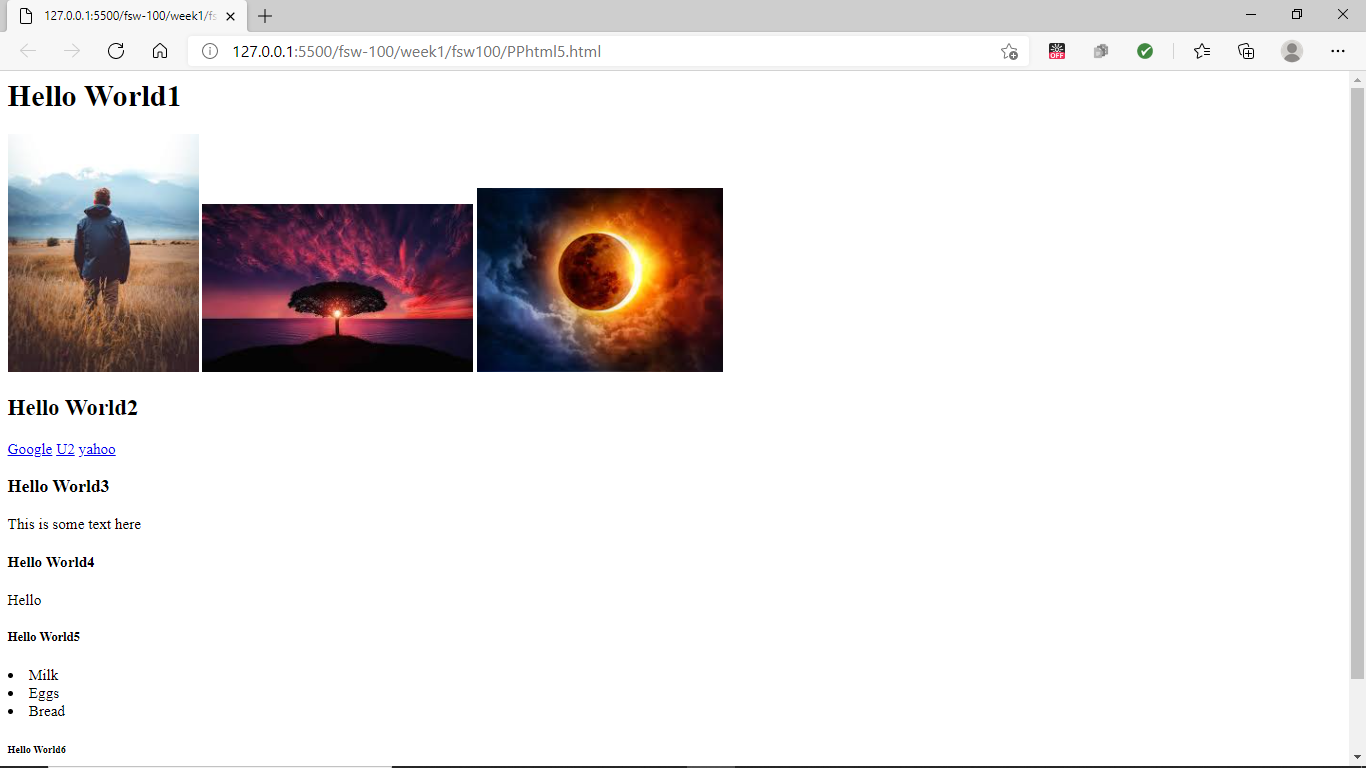 127.0.0.1:5500/fsw-100/week1/fs
127.0.0.1:5500/fsw-100/week1/fsw100/PPhtml5.html
OFF
Hello World1
Hello World2
Google U2 yahoo
Hello World3
This is some text here
Hello World4
Hello
Hello World5
• Milk
• Eggs
• Bread
Hello World6